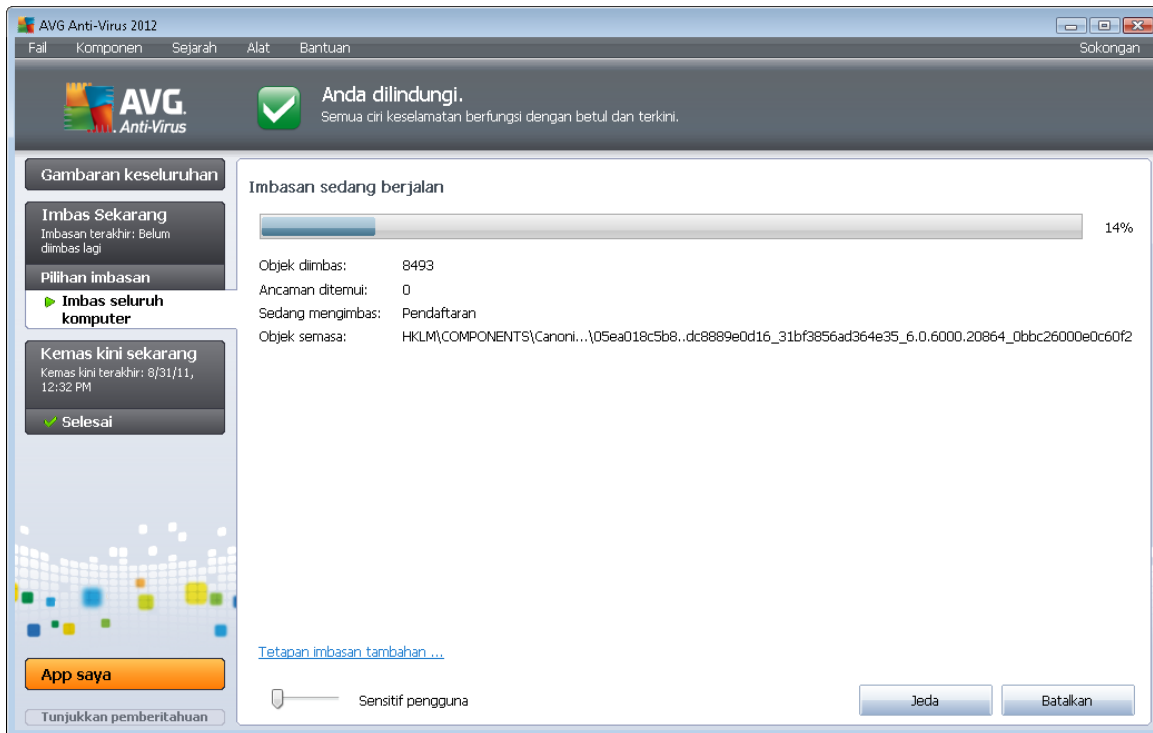 AVG Anti-Virus 2012
Fail Komponen Sejarah Alat Bantuan Sokongan
AVG.
Anti-Virus
Anda dilindungi.
Semua ciri keselamatan berfungsi dengan betul dan terkini.
Gambaran keseluruhan
Imbas Sekarang
Imbasan terakhir: Belum
diimbas lagi
Pilihan imbasan
Imbas seluruh
komputer
Kemas kini sekarang
Kemas kini terakhir: 8/31/11,
12:32 PM
Selesai
App saya
Tunjukkan pemberitahuan
Imbasan sedang berjalan
14%
Objek diimbas: 8493
Ancaman ditemui: 0
Sedang mengimbas: Pendaftaran
Objek semasa: HKLM\COMPONENTS\Canoni...\05ea018c5b8..dc8889e0d16_31bf3856ad364e35_6.0.6000.20864_0bbc26000e0c60f2
Tetapan imbasan tambahan ...
Sensitif pengguna
Jeda
Batalkan